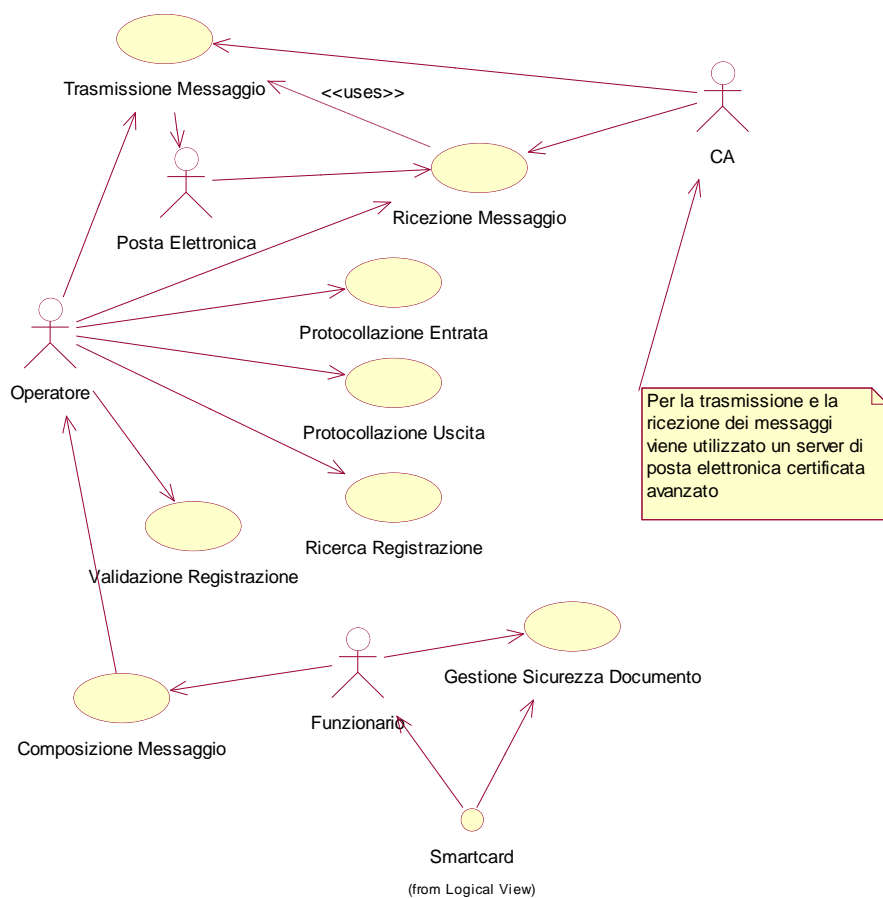 Trasmissione Messaggio
<<uses>>
CA
Posta Elettronica
Ricezione Messaggio
Protocollazione Entrata
Operatore
Protocollazione Uscita
Per la trasmissione e la
ricezione dei messaggi
viene utilizzato un server di
posta elettronica certificata
avanzato
Ricerca Registrazione
Validazione Registrazione
Gestione Sicurezza Documento
Funzionario
Composizione Messaggio
Smartcard
(from Logical View)